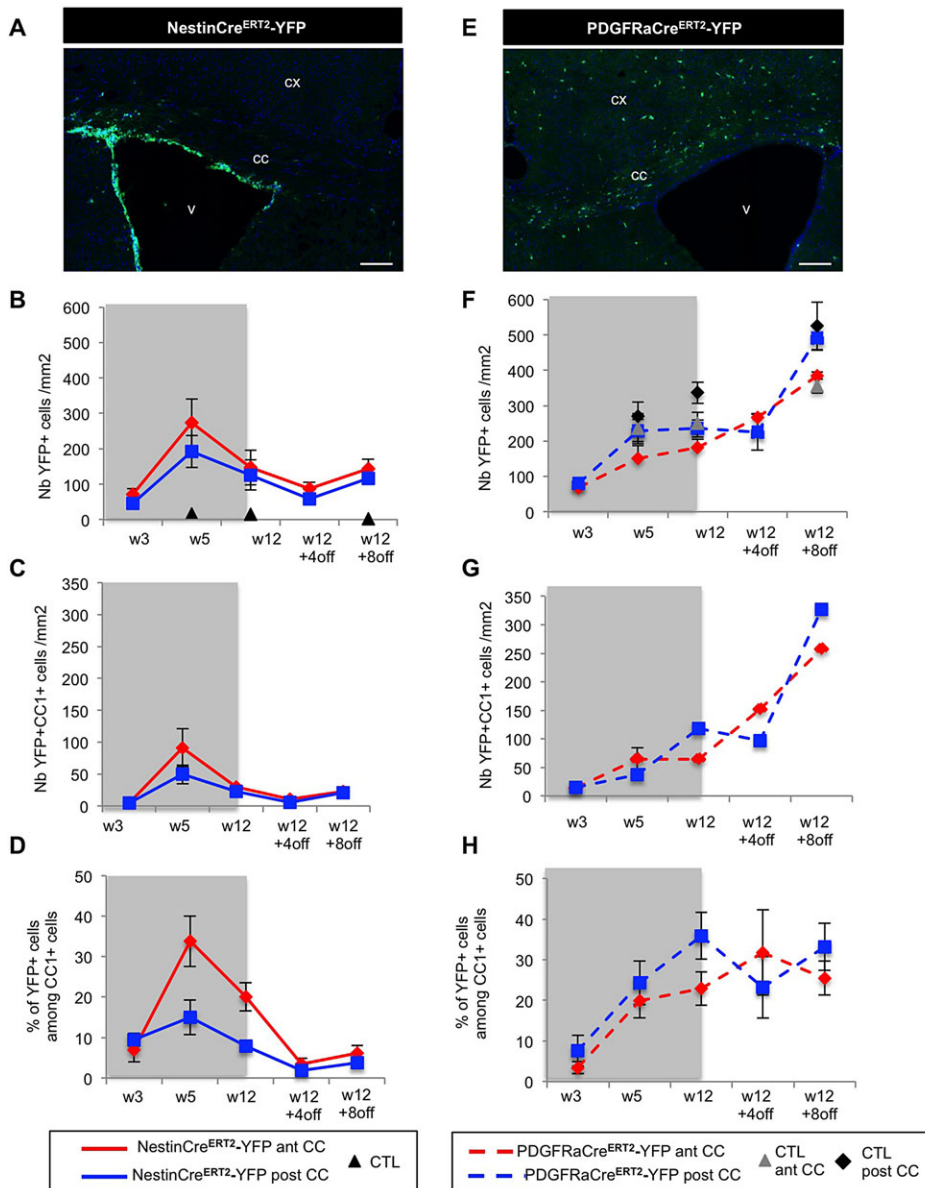 A
NestinCreERT2-YFP
cx
cc
v
E
PDGFRaCreERT2-YFP
cx
cc
v
B
Nb YFP+ cells /mm2
600
500
400
300
200
100
0
w3 w5 w12 w12 w12
+4off +8off
F
Nb YFP+ cells /mm2
600
500
400
300
200
100
0
w3 w5 w12 w12 w12
+4off +8off
C
Nb YFP+CC1+ cells /mm2
350
300
250
200
150
100
50
0
w3 w5 w12 w12 w12
+4off +8off
G
Nb YFP+CC1+ cells /mm2
350
300
250
200
150
100
50
0
w3 w5 w12 w12 w12
+4off +8off
D
% of YFP+ cells
among CC1+ cells
50
40
30
20
10
0
w3 w5 w12 w12 w12
+4off +8off
H
% of YFP+ cells
among CC1+ cells
50
40
30
20
10
0
w3 w5 w12 w12 w12
+4off +8off
NestinCreERT2-YFP ant CC
NestinCreERT2-YFP post CC
CTL
PDGFRaCreERT2-YFP ant CC
PDGFRaCreERT2-YFP post CC
CTL
ant CC
CTL
post CC